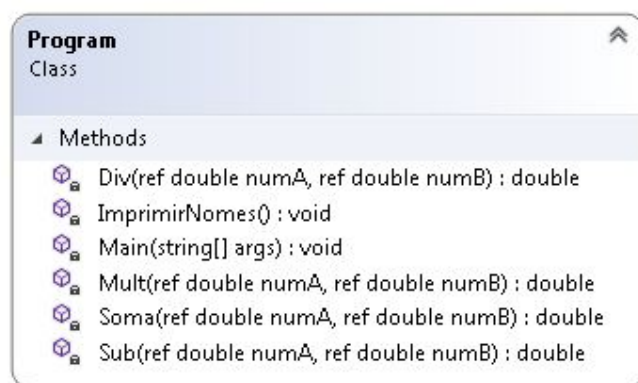 Program
Class
Methods
Div(ref double numA, ref double numB) : double
ImprimirNomes() : void
Main(string[] args) : void
Mult(ref double numA, ref double numB) : double
Soma(ref double numA, ref double numB) : double
Sub(ref double numA, ref double numB) : double